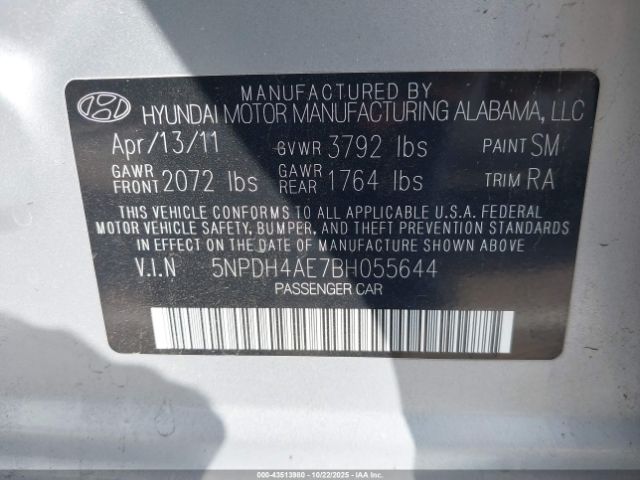 MANUFACTURED BY
HYUNDAI MOTOR MANUFACTURING ALABAMA, LLC
Apr/13/11 GVWR 3792 lbs PAINT SM
GAWR FRONT 2072 lbs GAWR REAR 1764 lbs TRIM RA
THIS VEHICLE CONFORMS TO ALL APPLICABLE U.S.A. FEDERAL
MOTOR VEHICLE SAFETY, BUMPER, AND THEFT PREVENTION STANDARDS
IN EFFECT ON THE DATE OF MANUFACTURE SHOWN ABOVE.
V.I.N 5NPDH4AE7BH055644
PASSENGER CAR
000-43513980 | 10/22/2025 | IAAI.COM